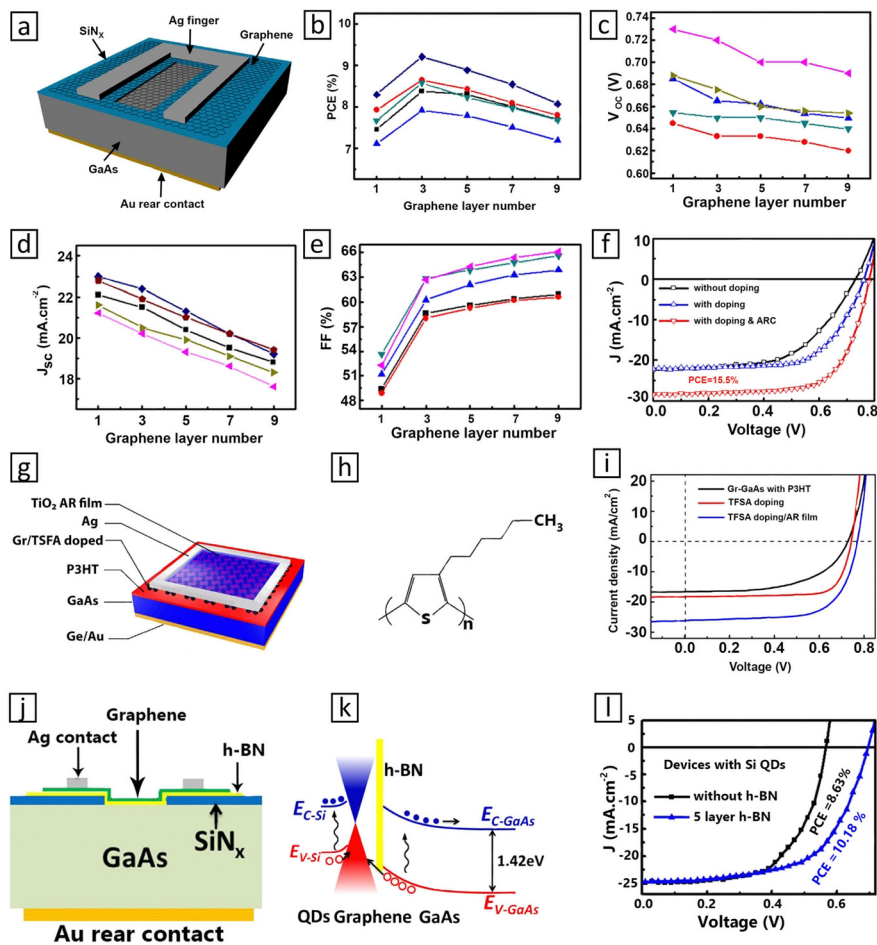 a
SiNX
Ag finger
Graphene
GaAs
Au rear contact
b
PCE (%)
10
9
8
7
1 3 5 7 9
Graphene layer number
c
VOC (V)
0.74
0.72
0.70
0.68
0.66
0.64
0.62
0.60
1 3 5 7 9
Graphene layer number
d
JSC (mA.cm-2)
24
22
20
18
1 3 5 7 9
Graphene layer number
e
FF (%)
66
63
60
57
54
51
48
1 3 5 7 9
Graphene layer number
f
J (mA.cm-2)
10
0
-10
-20
-30
without doping
with doping
with doping & ARC
PCE=15.5%
0.0 0.2 0.4 0.6 0.8
Voltage (V)
g
TiO2 AR film
Ag
Gr/TSFA doped
P3HT
GaAs
Ge/Au
h
CH3
S
n
i
Current density (mA/cm2)
20
10
0
-10
-20
-30
Gr-GaAs with P3HT
TFSA doping
TFSA doping/AR film
0.0 0.2 0.4 0.6 0.8
Voltage (V)
j
Graphene
Ag contact
h-BN
SiNx
GaAs
Au rear contact
k
h-BN
EC-Si
EC-GaAs
EV-Si
1.42eV
EV-GaAs
QDs Graphene GaAs
l
J (mA.cm-2)
5
0
-5
-10
-15
-20
-25
Devices with Si QDs
without h-BN
5 layer h-BN
PCE =8.63%
PCE =10.18 %
0.0 0.2 0.4 0.6
Voltage (V)